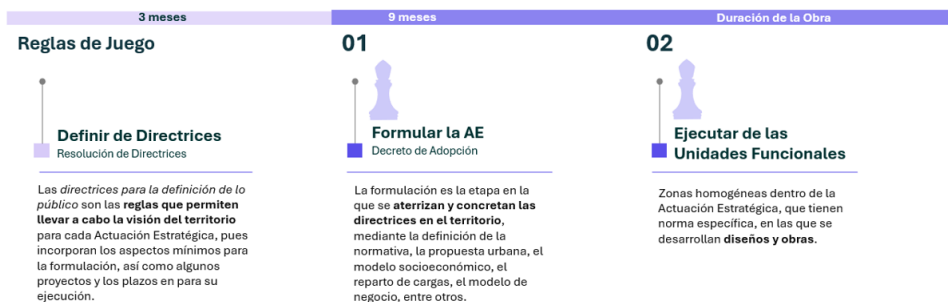 3 meses
9 meses
Duración de la Obra
Reglas de Juego
01
02
Definir de Directrices
Resolución de Directrices
Formular la AE
Decreto de Adopción
Ejecutar de las
Unidades Funcionales
Las directrices para la definición de lo
público son las reglas que permiten
llevar a cabo la visión del territorio
para cada Actuación Estratégica, pues
incorporan los aspectos mínimos para
la formulación, así como algunos
proyectos y los plazos en para su
ejecución.
La formulación es la etapa en la
que se aterrizan y concretan las
directrices en el territorio,
mediante la definición de la
normativa, la propuesta urbana, el
modelo socioeconómico, el
reparto de cargas, el modelo de
negocio, entre otros.
Zonas homogéneas dentro de la
Actuación Estratégica, que tienen
norma específica, en las que se
desarrollan diseños y obras.